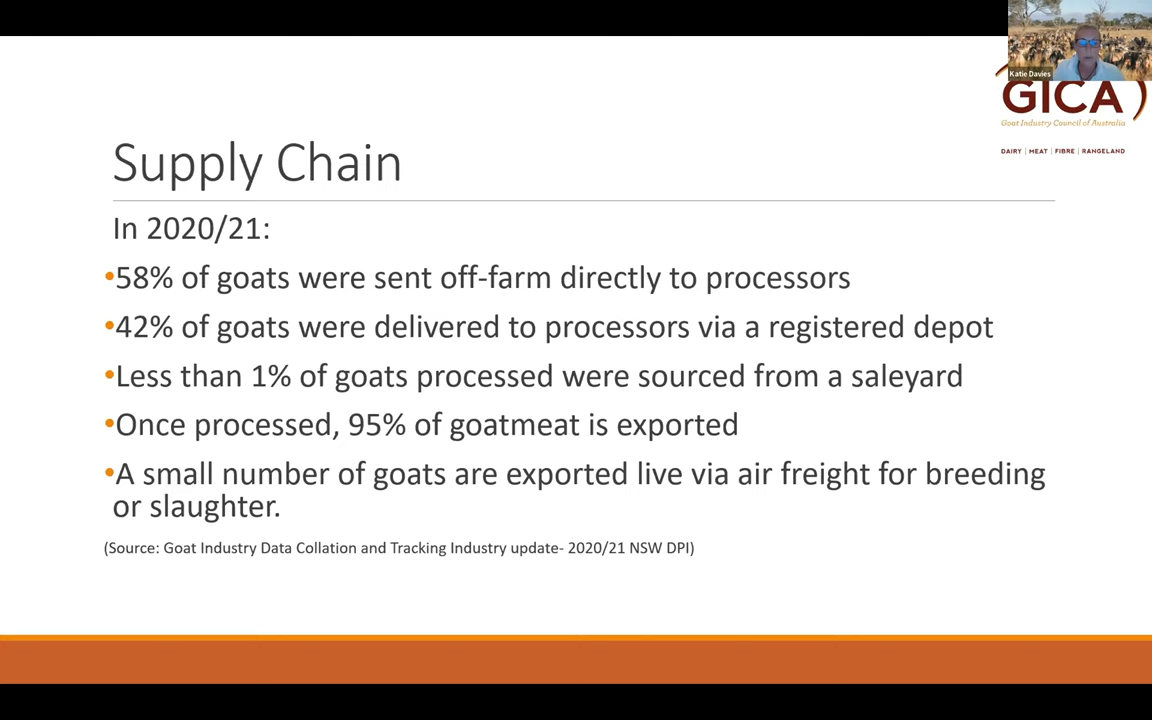 Katie Davies
GICA
Goat Industry Council of Australia
DAIRY | MEAT | FIBRE | RANGELAND
Supply Chain
In 2020/21:
•58% of goats were sent off-farm directly to processors
•42% of goats were delivered to processors via a registered depot
•Less than 1% of goats processed were sourced from a saleyard
•Once processed, 95% of goatmeat is exported
•A small number of goats are exported live via air freight for breeding
or slaughter.
(Source: Goat Industry Data Collation and Tracking Industry update- 2020/21 NSW DPI)